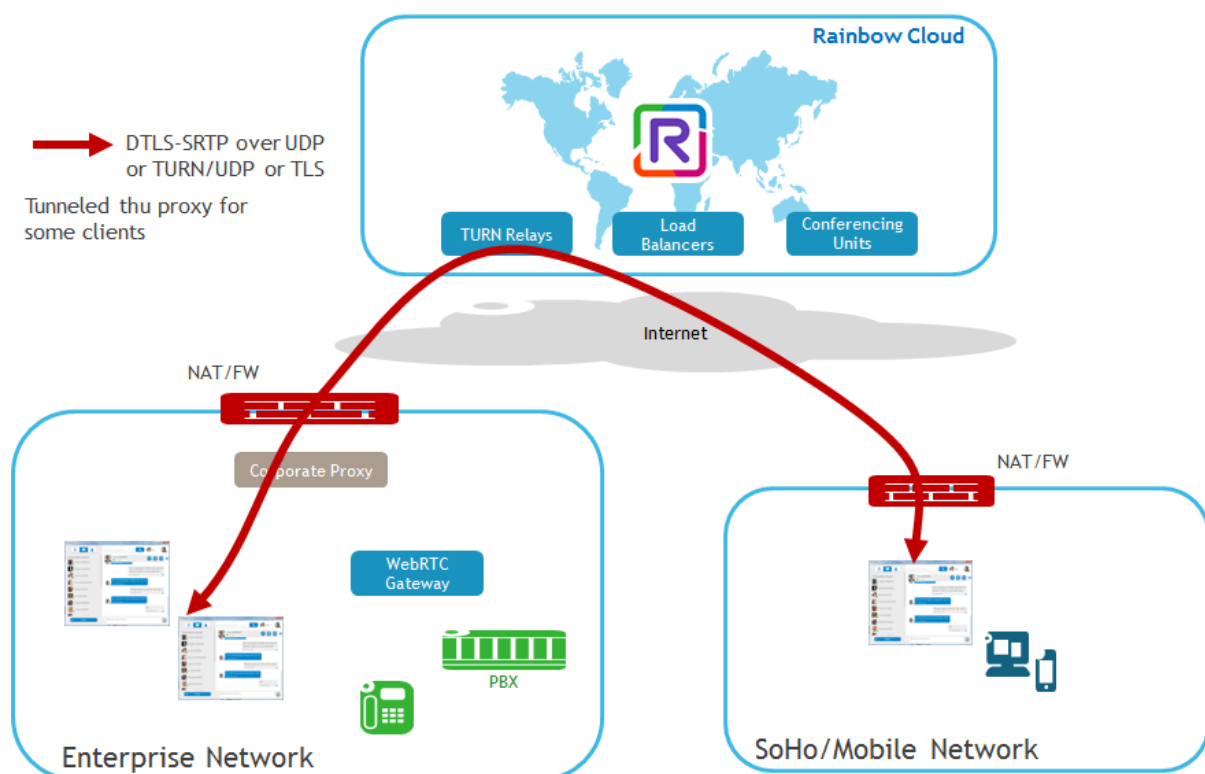 Rainbow Cloud
R
DTLS-SRTP over UDP
or TURN/UDP or TLS
Tunneled thu proxy for
some clients
TURN Relays
Load
Balancers
Conferencing
Units
Internet
NAT/FW
Corporate Proxy
NAT/FW
WebRTC
Gateway
PBX
Enterprise Network
SoHo/Mobile Network